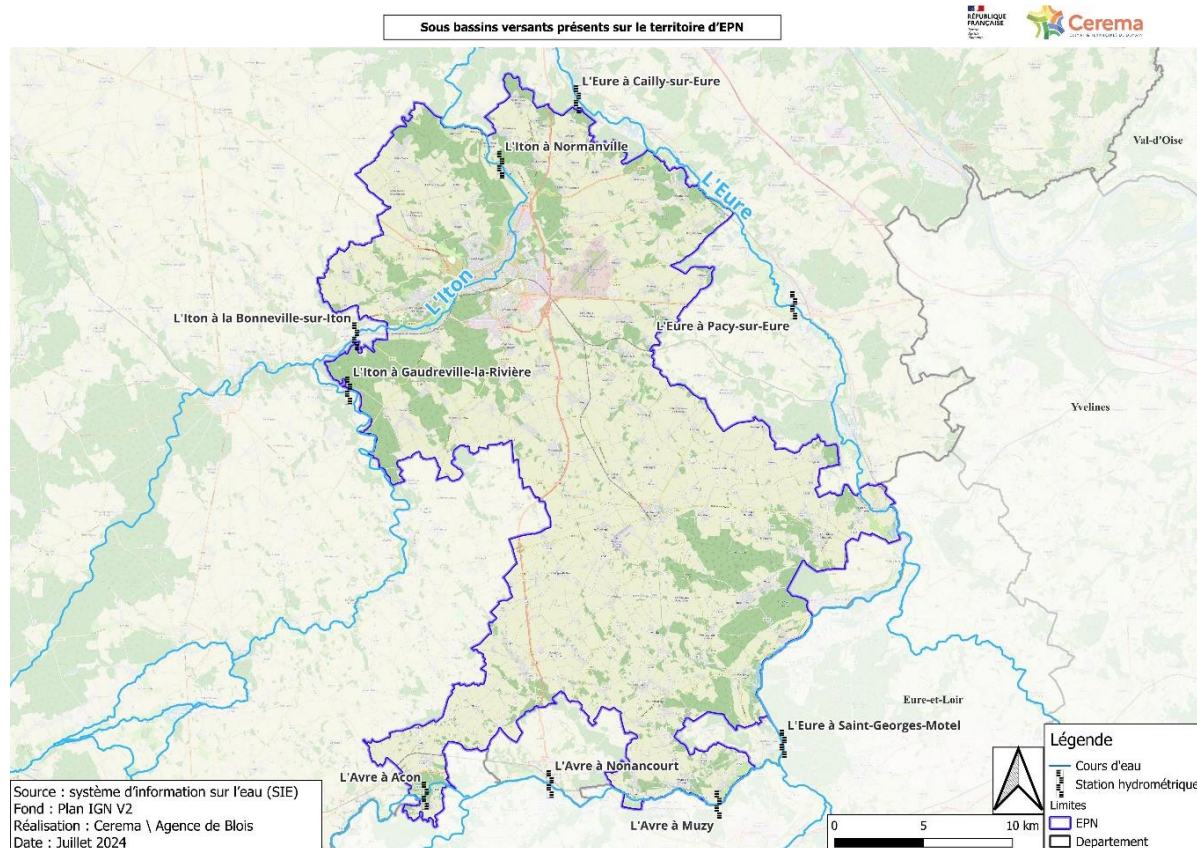 Sous bassins versants présents sur le territoire d'EPN
RÉPUBLIQUE
FRANÇAISE
Cerema
L'Eure à Cailly-sur-Eure
Val-d'Oise
L'Iton à Normanville
L'Eure
L'Iton
L'Iton à la Bonneville-sur-Iton
L'Eure à Pacy-sur-Eure
L'Iton à Gaudreville-la-Rivière
Yvelines
Eure-et-Loir
L'Eure à Saint-Georges-Motel
L'Avre à Acon
L'Avre à Nonancourt
L'Avre à Muzy
Légende
Cours d'eau
Station hydrométrique
Limites
EPN
Departement
Source : système d'information sur l'eau (SIE)
Fond : Plan IGN V2
Réalisation : Cerema \ Agence de Blois
Date : Juillet 2024
0 5 10 km